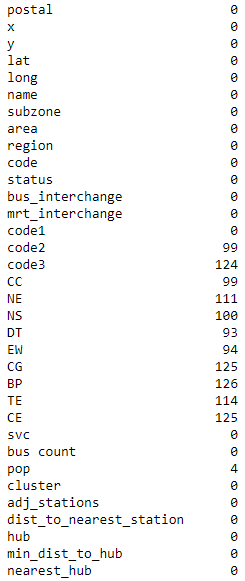 postal 0
x 0
y 0
lat 0
long 0
name 0
subzone 0
area 0
region 0
code 0
status 0
bus_interchange 0
mrt_interchange 0
code1 0
code2 99
code3 124
CC 99
NE 111
NS 100
DT 93
EW 94
CG 125
BP 126
TE 114
CE 125
svc 0
bus count 0
pop 4
cluster 0
adj_stations 0
dist_to_nearest_station 0
hub 0
min_dist_to_hub 0
nearest_hub 0